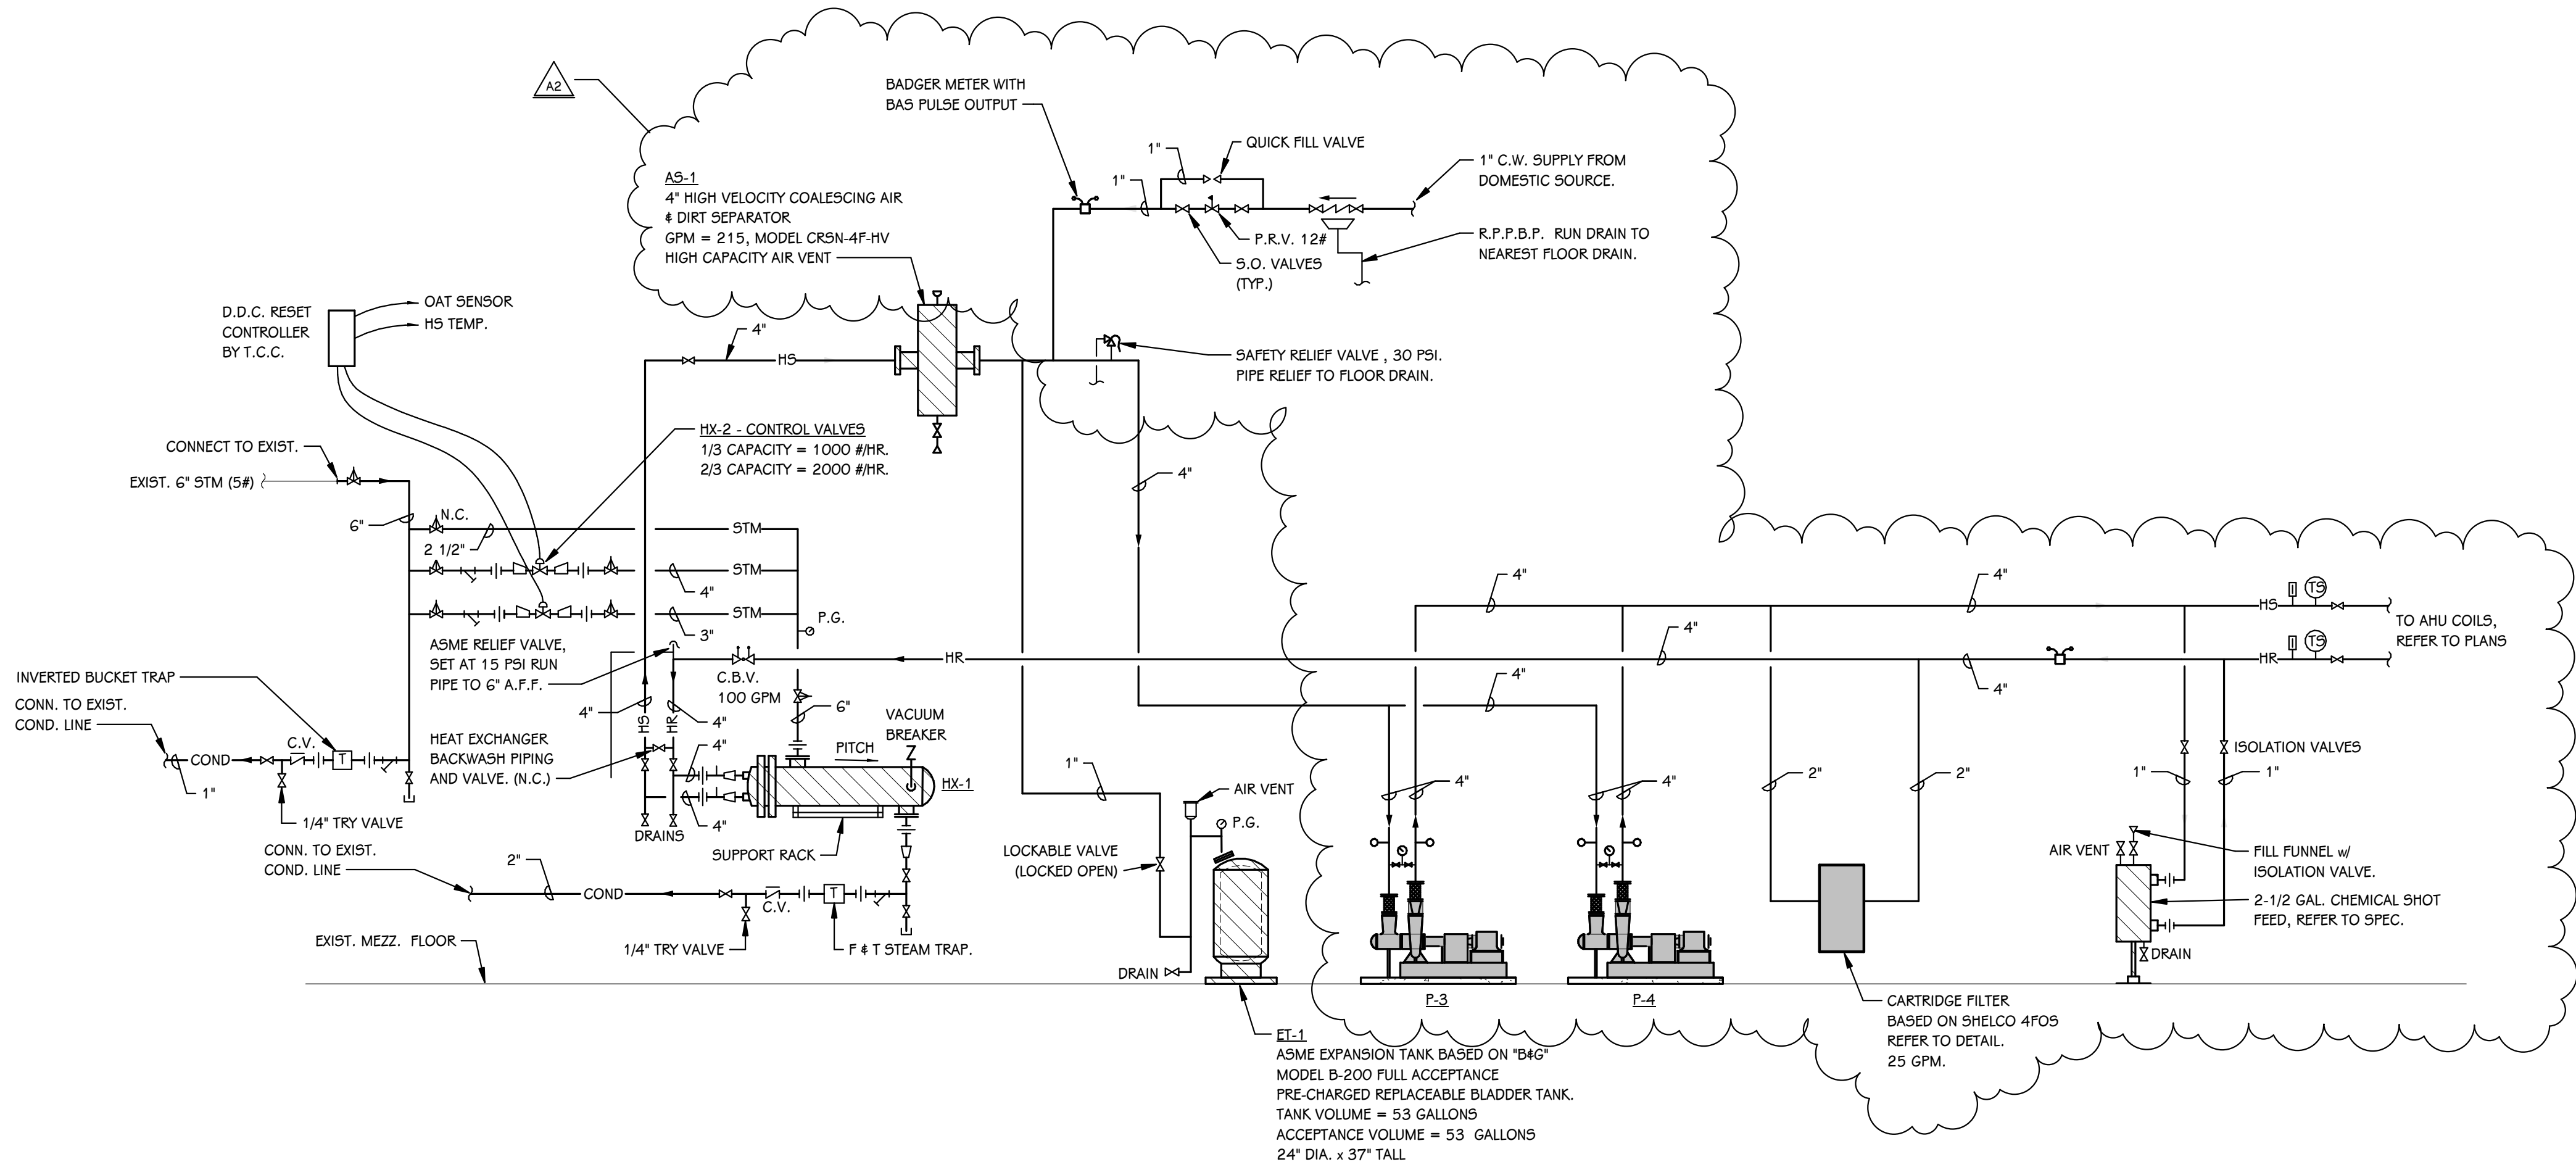 A2
BADGER METER WITH
BAS PULSE OUTPUT
1"
QUICK FILL VALVE
1"
1" C.W. SUPPLY FROM
DOMESTIC SOURCE.
AS-1
4" HIGH VELOCITY COALESCING AIR
& DIRT SEPARATOR
GPM = 215, MODEL CRSN-4F-HV
HIGH CAPACITY AIR VENT
P.R.V. 12#
S.O. VALVES
(TYP.)
R.P.P.B.P. RUN DRAIN TO
NEAREST FLOOR DRAIN.
D.D.C. RESET
CONTROLLER
BY T.C.C.
OAT SENSOR
HS TEMP.
4"
HS
SAFETY RELIEF VALVE , 30 PSI.
PIPE RELIEF TO FLOOR DRAIN.
HX-2 - CONTROL VALVES
1/3 CAPACITY = 1000 #/HR.
2/3 CAPACITY = 2000 #/HR.
CONNECT TO EXIST.
EXIST. 6" STM (5#)
4"
6"
N.C.
2 1/2"
STM
STM
4"
STM
3"
P.G.
4"
4"
HS
TS
TO AHU COILS,
REFER TO PLANS
ASME RELIEF VALVE,
SET AT 15 PSI RUN
PIPE TO 6" A.F.F.
HR
4"
4"
HR
TS
C.B.V.
100 GPM
4"
INVERTED BUCKET TRAP
CONN. TO EXIST.
COND. LINE
4"
HS
HR
4"
6"
VACUUM
BREAKER
C.V.
COND
T
1"
1/4" TRY VALVE
HEAT EXCHANGER
BACKWASH PIPING
AND VALVE. (N.C.)
4"
PITCH
HX-1
4"
DRAINS
SUPPORT RACK
1"
AIR VENT
P.G.
4"
4"
2"
2"
ISOLATION VALVES
1"
1"
CONN. TO EXIST.
COND. LINE
2"
COND
C.V.
T
1/4" TRY VALVE
F & T STEAM TRAP.
LOCKABLE VALVE
(LOCKED OPEN)
AIR VENT
FILL FUNNEL w/
ISOLATION VALVE.
2-1/2 GAL. CHEMICAL SHOT
FEED, REFER TO SPEC.
EXIST. MEZZ. FLOOR
DRAIN
DRAIN
P-3
P-4
CARTRIDGE FILTER
BASED ON SHELCO 4FOS
REFER TO DETAIL.
25 GPM.
ET-1
ASME EXPANSION TANK BASED ON "B&G"
MODEL B-200 FULL ACCEPTANCE
PRE-CHARGED REPLACEABLE BLADDER TANK.
TANK VOLUME = 53 GALLONS
ACCEPTANCE VOLUME = 53 GALLONS
24" DIA. x 37" TALL